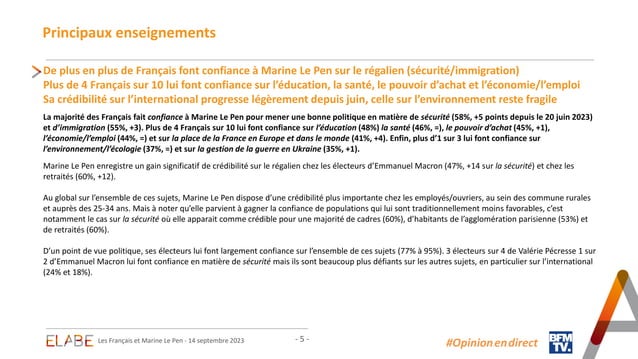 Principaux enseignements
De plus en plus de Français font confiance à Marine Le Pen sur le régalien (sécurité/immigration)
Plus de 4 Français sur 10 lui font confiance sur l’éducation, la santé, le pouvoir d’achat et l’économie/l’emploi
Sa crédibilité sur l’international progresse légèrement depuis juin, celle sur l’environnement reste fragile
La majorité des Français fait confiance à Marine Le Pen pour mener une bonne politique en matière de sécurité (58%, +5 points depuis le 20 juin 2023)
et d’immigration (55%, +3). Plus de 4 Français sur 10 lui font confiance sur l’éducation (48%) la santé (46%, =), le pouvoir d’achat (45%, +1),
l’économie/l’emploi (44%, =) et sur la place de la France en Europe et dans le monde (41%, +4). Enfin, plus d’1 sur 3 lui font confiance sur
l’environnement/l’écologie (37%, =) et sur la gestion de la guerre en Ukraine (35%, +1).
Marine Le Pen enregistre un gain significatif de crédibilité sur le régalien chez les électeurs d’Emmanuel Macron (47%, +14 sur la sécurité) et chez les
retraités (60%, +12).
Au global sur l’ensemble de ces sujets, Marine Le Pen dispose d’une crédibilité plus importante chez les employés/ouvriers, au sein des commune rurales
et auprès des 25-34 ans. Mais à noter qu’elle parvient à gagner la confiance de populations qui lui sont traditionnellement moins favorables, c’est
notamment le cas sur la sécurité où elle apparait comme crédible pour une majorité de cadres (60%), d’habitants de l’agglomération parisienne (53%) et
de retraités (60%).
D’un point de vue politique, ses électeurs lui font largement confiance sur l’ensemble de ces sujets (77% à 95%). 3 électeurs sur 4 de Valérie Pécresse 1 sur
2 d’Emmanuel Macron lui font confiance en matière de sécurité mais ils sont beaucoup plus défiants sur les autres sujets, en particulier sur l’international
(24% et 18%).
ELABE Les Français et Marine Le Pen - 14 septembre 2023
- 5 -
#Opinionendirect
BFM
TV.